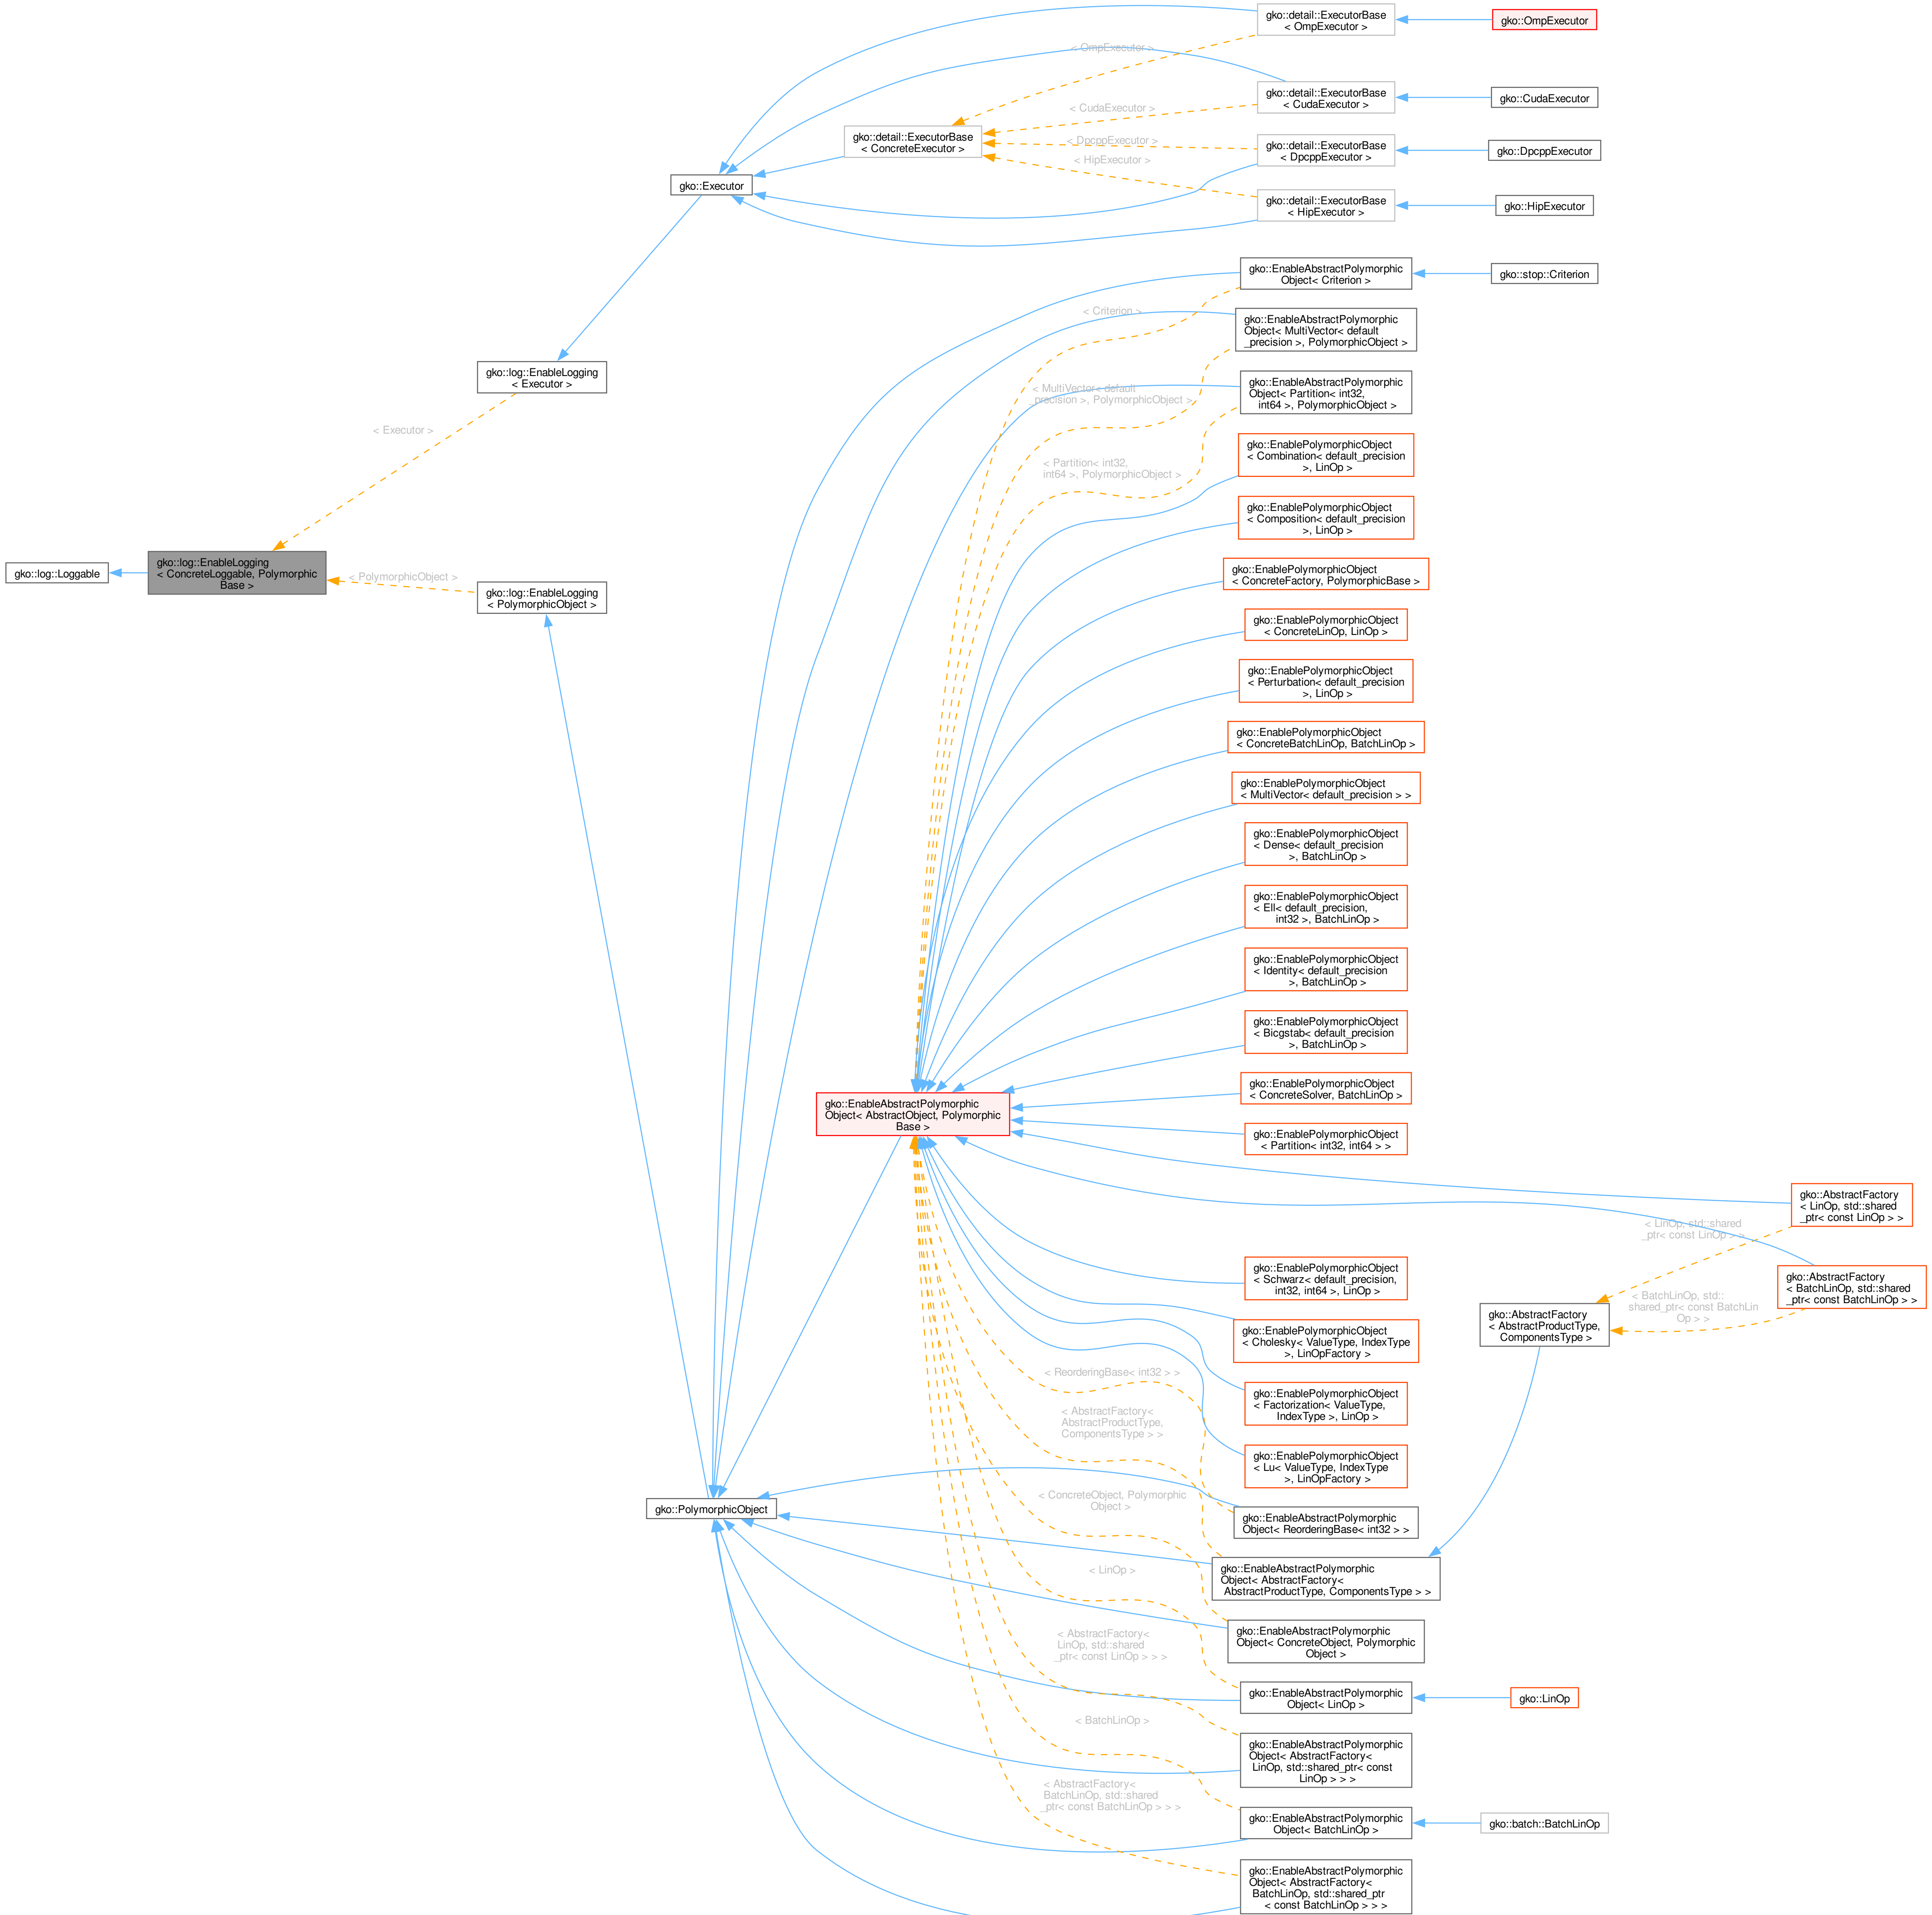 gko::log::Loggable
gko::log::EnableLogging
< ConcreteLoggable, Polymorphic
Base >
< Executor >
< PolymorphicObject >
gko::log::EnableLogging
< Executor >
gko::log::EnableLogging
< PolymorphicObject >
gko::Executor
gko::PolymorphicObject
gko::detail::ExecutorBase
< ConcreteExecutor >
gko::EnableAbstractPolymorphic
Object< AbstractObject, Polymorphic
Base >
< OmpExecutor >
< CudaExecutor >
< DpcppExecutor >
< HipExecutor >
< Criterion >
< MultiVector< default
_precision >, PolymorphicObject >
< Partition< int32,
int64 >, PolymorphicObject >
< ReorderingBase< int32 > >
< AbstractFactory<
AbstractProductType,
ComponentsType > >
< ConcreteObject, Polymorphic
Object >
< LinOp >
< AbstractFactory<
LinOp, std::shared
_ptr< const LinOp > > >
< BatchLinOp >
< AbstractFactory<
BatchLinOp, std::shared
_ptr< const BatchLinOp > > >
gko::detail::ExecutorBase
< OmpExecutor >
gko::detail::ExecutorBase
< CudaExecutor >
gko::detail::ExecutorBase
< DpcppExecutor >
gko::detail::ExecutorBase
< HipExecutor >
gko::EnableAbstractPolymorphic
Object< Criterion >
gko::EnableAbstractPolymorphic
Object< MultiVector< default
_precision >, PolymorphicObject >
gko::EnableAbstractPolymorphic
Object< Partition< int32,
int64 >, PolymorphicObject >
gko::EnablePolymorphicObject
< Combination< default_precision
>, LinOp >
gko::EnablePolymorphicObject
< Composition< default_precision
>, LinOp >
gko::EnablePolymorphicObject
< ConcreteFactory, PolymorphicBase >
gko::EnablePolymorphicObject
< ConcreteLinOp, LinOp >
gko::EnablePolymorphicObject
< Perturbation< default_precision
>, LinOp >
gko::EnablePolymorphicObject
< ConcreteBatchLinOp, BatchLinOp >
gko::EnablePolymorphicObject
< MultiVector< default_precision > >
gko::EnablePolymorphicObject
< Dense< default_precision
>, BatchLinOp >
gko::EnablePolymorphicObject
< Ell< default_precision,
int32 >, BatchLinOp >
gko::EnablePolymorphicObject
< Identity< default_precision
>, BatchLinOp >
gko::EnablePolymorphicObject
< Bicgstab< default_precision
>, BatchLinOp >
gko::EnablePolymorphicObject
< ConcreteSolver, BatchLinOp >
gko::EnablePolymorphicObject
< Partition< int32, int64 > >
gko::EnablePolymorphicObject
< Schwarz< default_precision,
int32, int64 >, LinOp >
gko::EnablePolymorphicObject
< Cholesky< ValueType, IndexType
>, LinOpFactory >
gko::EnablePolymorphicObject
< Factorization< ValueType,
IndexType >, LinOp >
gko::EnablePolymorphicObject
< Lu< ValueType, IndexType
>, LinOpFactory >
gko::EnableAbstractPolymorphic
Object< ReorderingBase< int32 > >
gko::EnableAbstractPolymorphic
Object< AbstractFactory<
AbstractProductType, ComponentsType > >
gko::EnableAbstractPolymorphic
Object< ConcreteObject, Polymorphic
Object >
gko::EnableAbstractPolymorphic
Object< LinOp >
gko::EnableAbstractPolymorphic
Object< AbstractFactory<
LinOp, std::shared_ptr< const
LinOp > > >
gko::EnableAbstractPolymorphic
Object< BatchLinOp >
gko::EnableAbstractPolymorphic
Object< AbstractFactory<
BatchLinOp, std::shared_ptr
< const BatchLinOp > > >
gko::OmpExecutor
gko::CudaExecutor
gko::DpcppExecutor
gko::HipExecutor
gko::stop::Criterion
gko::AbstractFactory
< AbstractProductType,
ComponentsType >
gko::LinOp
gko::batch::BatchLinOp
< LinOp, std::shared
_ptr< const LinOp > >
< BatchLinOp, std::
shared_ptr< const BatchLin
Op > >
gko::AbstractFactory
< LinOp, std::shared
_ptr< const LinOp > >
gko::AbstractFactory
< BatchLinOp, std::shared
_ptr< const BatchLinOp > >